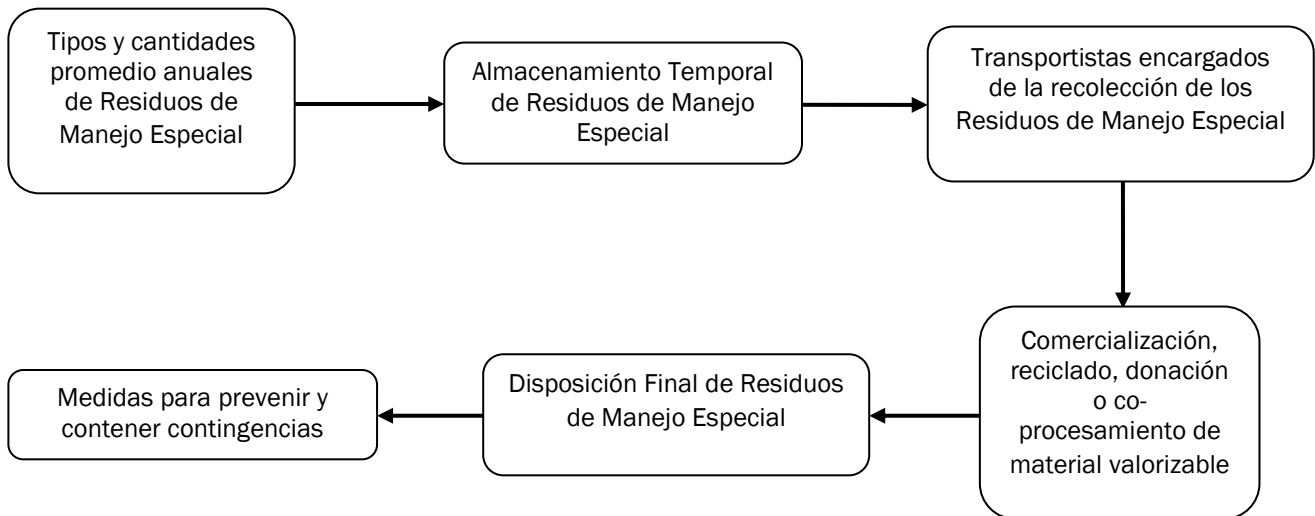 Tipos y cantidades
promedio anuales
de Residuos de
Manejo Especial
Almacenamiento Temporal
de Residuos de Manejo
Especial
Transportistas encargados
de la recolección de los
Residuos de Manejo Especial
Comercialización,
reciclado, donación
o co-
procesamiento de
material valorizable
Disposición Final de Residuos
de Manejo Especial
Medidas para prevenir y
contener contingencias